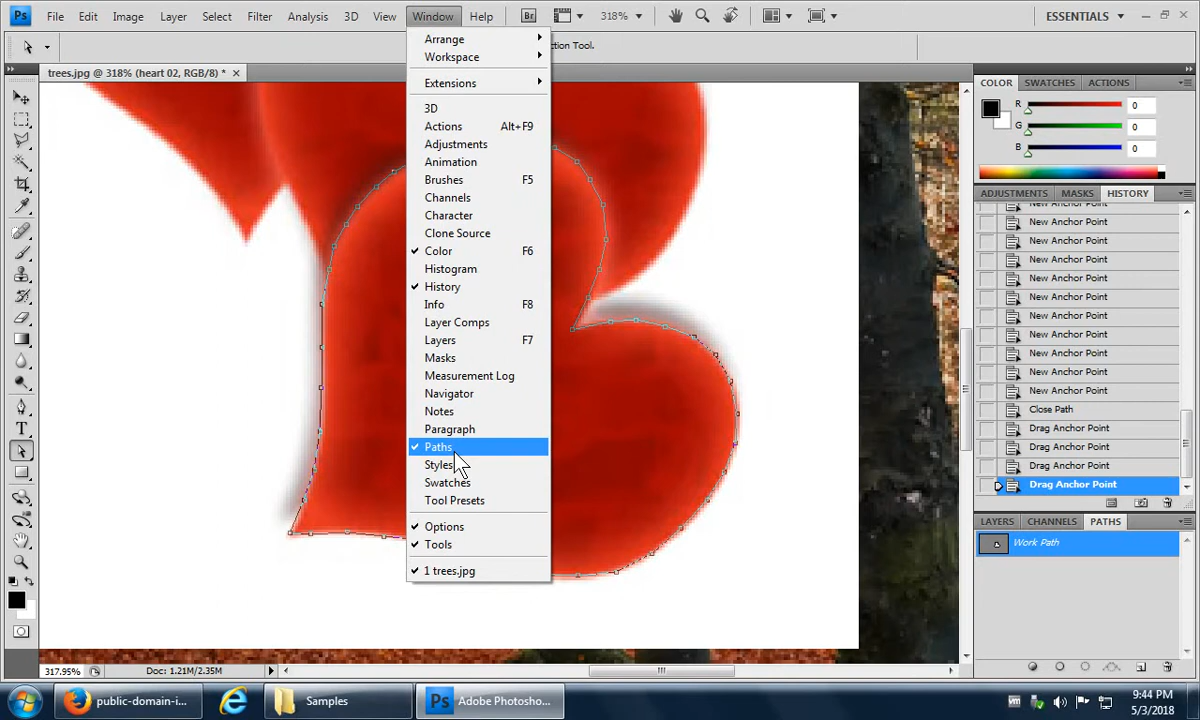 Ps File Edit Image Layer Select Filter Analysis 3D View Window Help Br 318% ESSENTIALS
ction Tool.
trees.jpg @ 318% (heart 02, RGB/8) *
Arrange
Workspace
Extensions
3D
Actions Alt+F9
Adjustments
Animation
Brushes F5
Channels
Character
Clone Source
Color F6
Histogram
History
Info F8
Layer Comps
Layers F7
Masks
Measurement Log
Navigator
Notes
Paragraph
Paths
Styles
Swatches
Tool Presets
Options
Tools
1 trees.jpg
COLOR SWATCHES ACTIONS
R 0
G 0
B 0
ADJUSTMENTS MASKS HISTORY
New Anchor Point
New Anchor Point
New Anchor Point
New Anchor Point
New Anchor Point
New Anchor Point
New Anchor Point
New Anchor Point
New Anchor Point
New Anchor Point
New Anchor Point
Close Path
Drag Anchor Point
Drag Anchor Point
Drag Anchor Point
Drag Anchor Point
LAYERS CHANNELS PATHS
Work Path
317.95% Doc: 1.21M/2.35M
public-domain-i... Samples Ps Adobe Photosho...
9:44 PM
5/3/2018